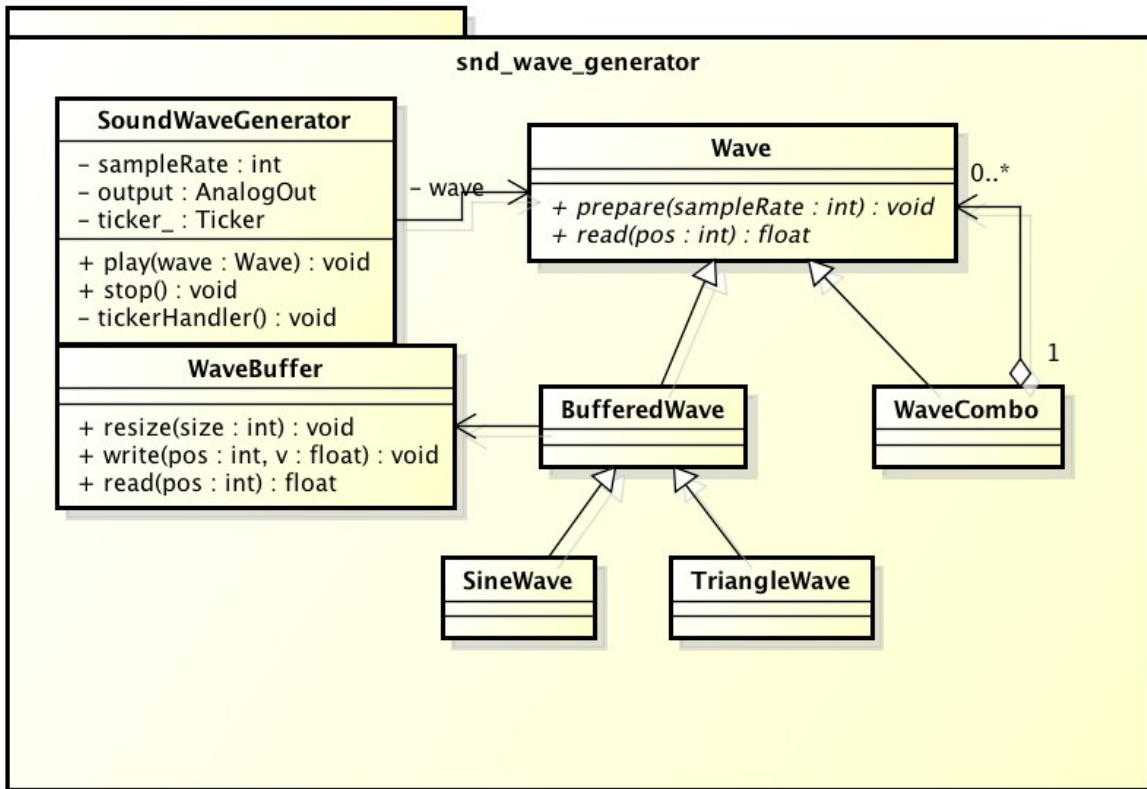 snd_wave_generator
SoundWaveGenerator
- sampleRate : int
- output : AnalogOut
- ticker_ : Ticker
+ play(wave : Wave) : void
+ stop() : void
- tickerHandler() : void
- wave
Wave
+ prepare(sampleRate : int) : void
+ read(pos : int) : float
0..*
1
WaveBuffer
+ resize(size : int) : void
+ write(pos : int, v : float) : void
+ read(pos : int) : float
BufferedWave
WaveCombo
SineWave
TriangleWave